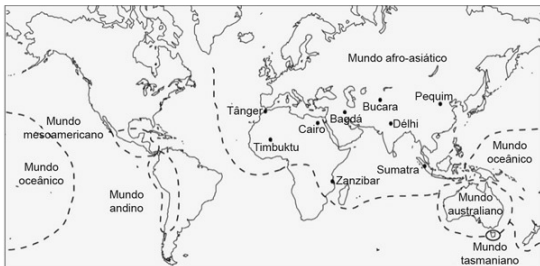 Mundo afro-asiático
Pequim
Bucara
Tânger
Bagdá
Délhi
Cairo
Mundo
mesoamericano
Timbuktu
Mundo
oceânico
Mundo
oceânico
Sumatra
Zanzibar
Mundo
andino
Mundo
australiano
Mundo
tasmaniano